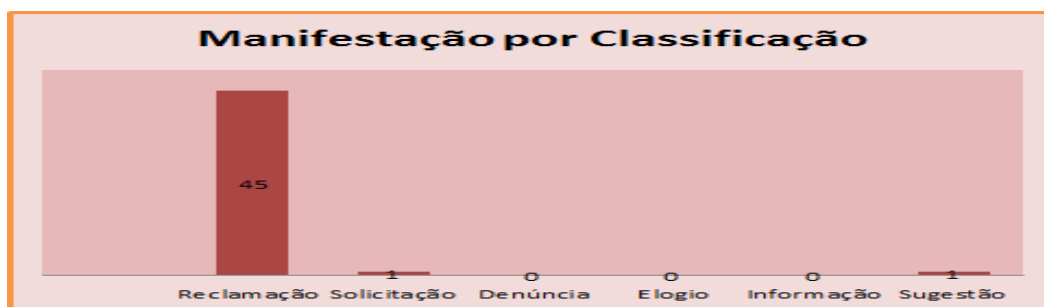 Manifestação por Classificação
45
1 0 0 0 1
Reclamação Solicitação Denúncia Elogio Informação Sugestão